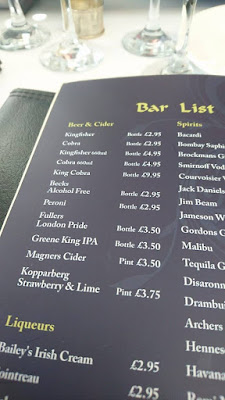 Bar List
Beer & Cider
Kingfisher Bottle £2.95
Cobra Bottle £2.95
Kingfisher 660ml Bottle £4.95
Cobra 660ml Bottle £4.95
King Cobra Bottle £9.95
Becks
Alcohol Free Bottle £2.95
Peroni Bottle £2.95
Fullers
London Pride Bottle £3.50
Greene King IPA Bottle £3.50
Magners Cider Pint £3.50
Kopparberg
Strawberry & Lime Pint £3.75
Liqueurs
Bailey's Irish Cream £2.95
ointreau £2.95
Spirits
Bacardi
Bombay Saphi
Brockmans G
Smirnoff Vod
Courvoisier
Jack Daniels
Jim Beam
Jameson W
Gordons G
Malibu
Tequila G
Disaronn
Drambui
Archers
Hennes
Havana